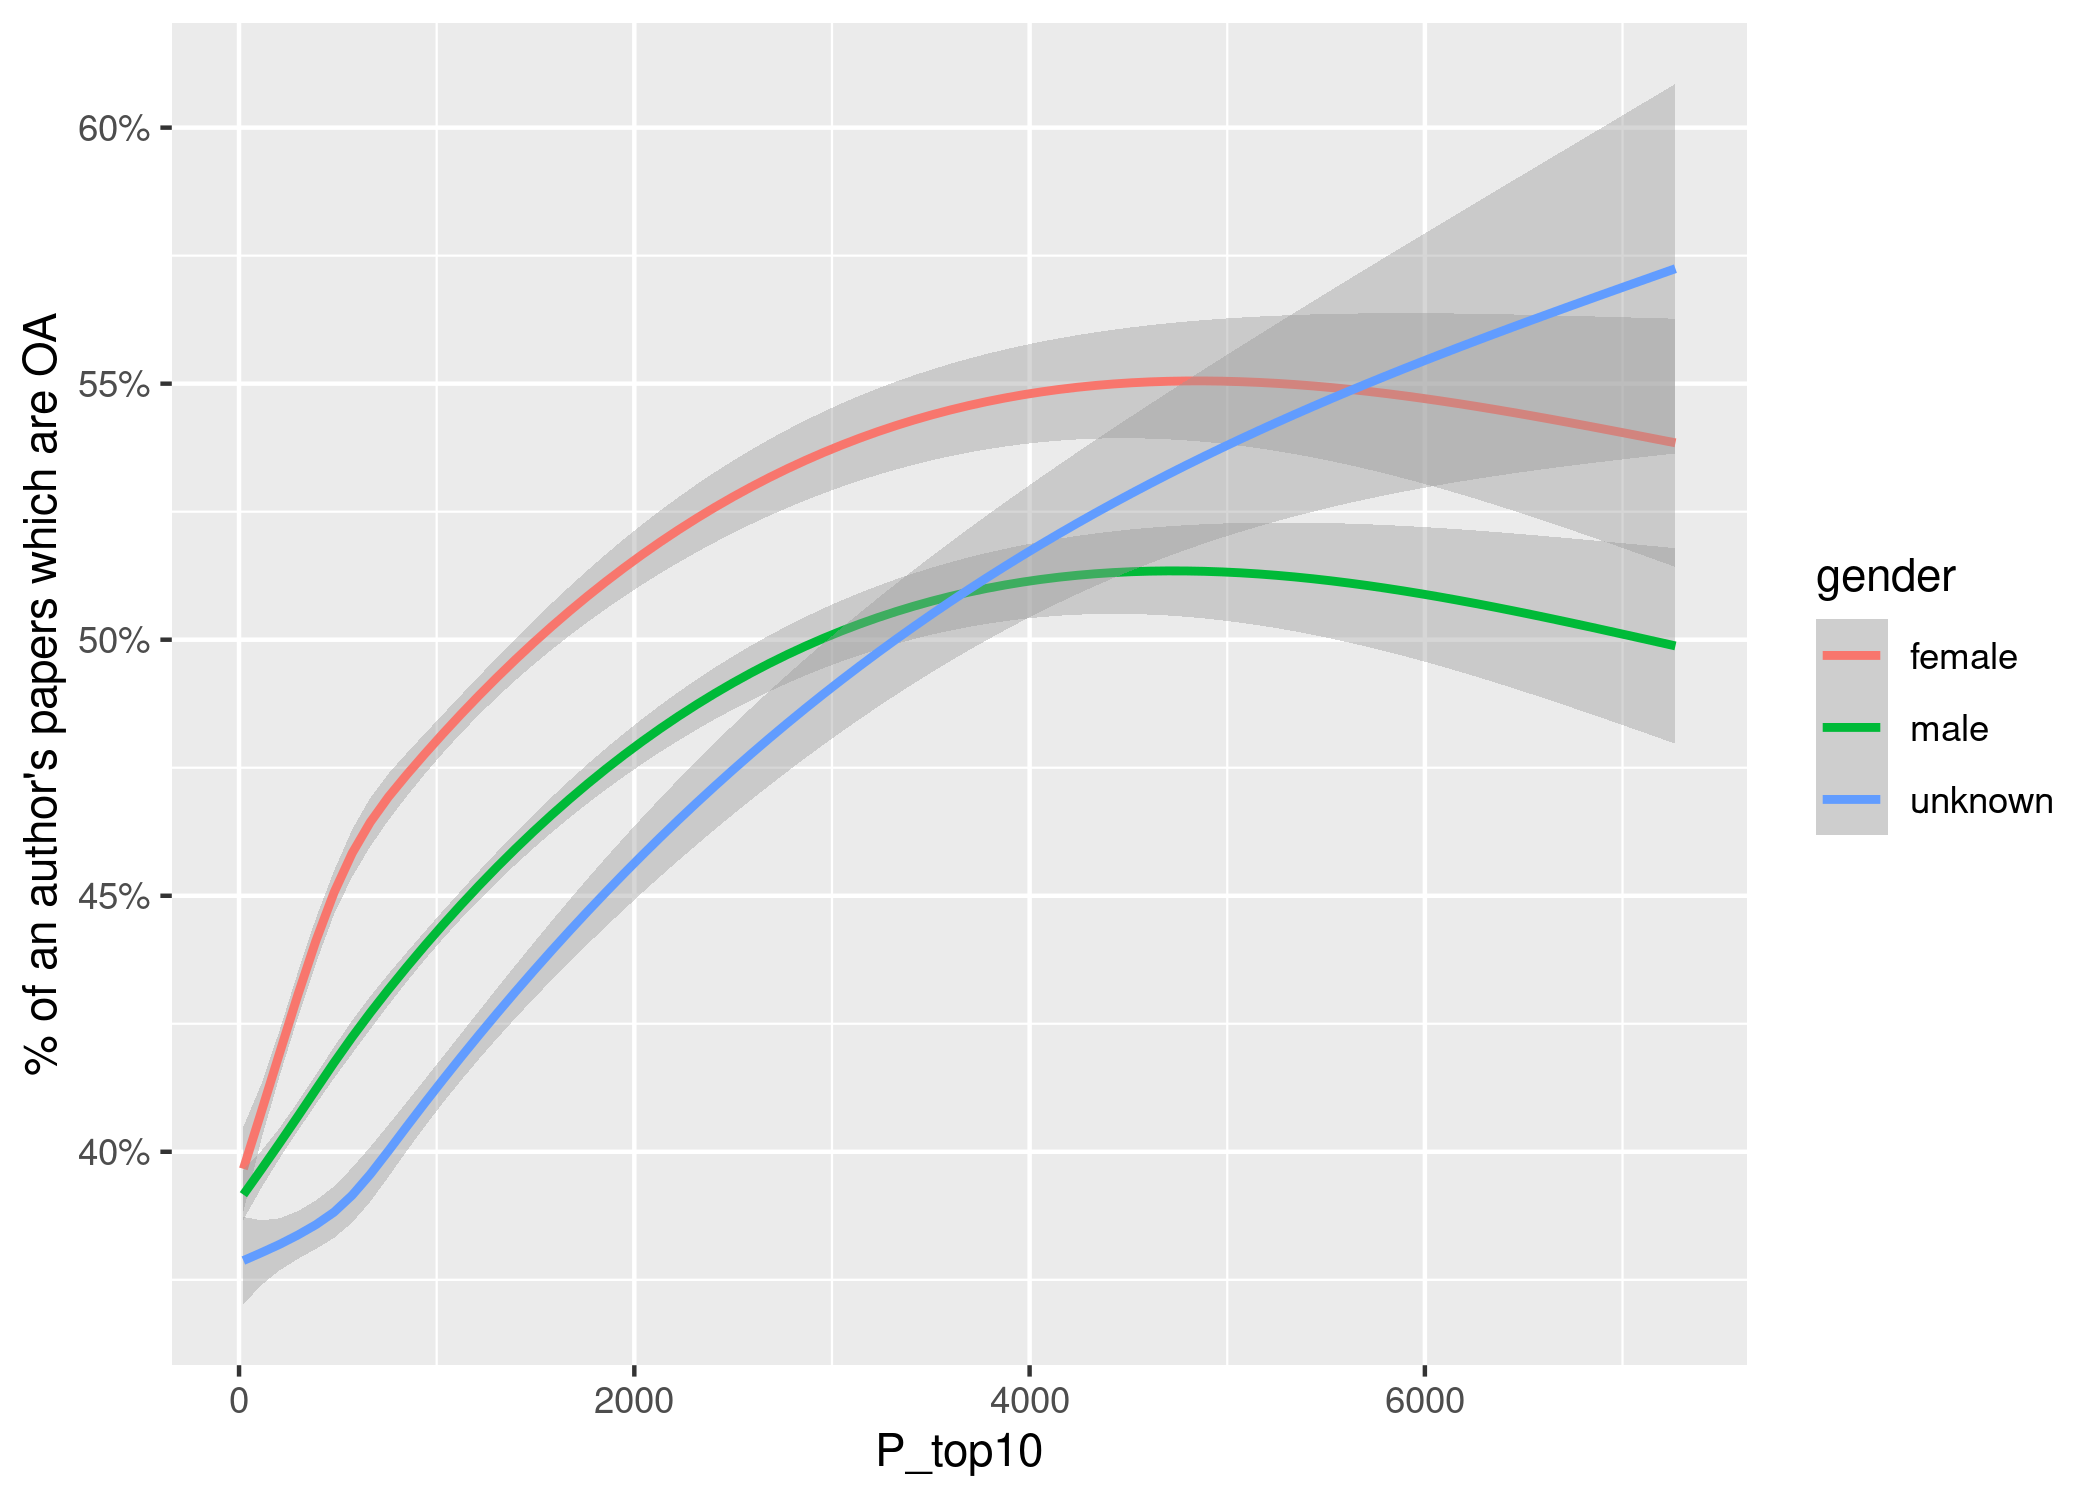 60%
55%
50%
45%
40%
% of an author's papers which are OA
0 2000 4000 6000
P_top10
gender
female
male
unknown